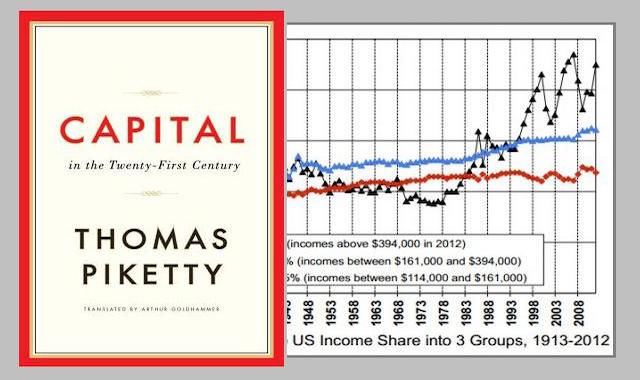 CAPITAL
in the Twenty-First Century
THOMAS
PIKETTY
TRANSLATED BY ARTHUR GOLDHAMMER
(incomes above $394,000 in 2012)
% (incomes between $161,000 and $394,000)
5% (incomes between $114,000 and $161,000)
1948 1953 1958 1963 1968 1973 1978 1983 1988 1993 1998 2003 2008
US Income Share into 3 Groups, 1913-2012